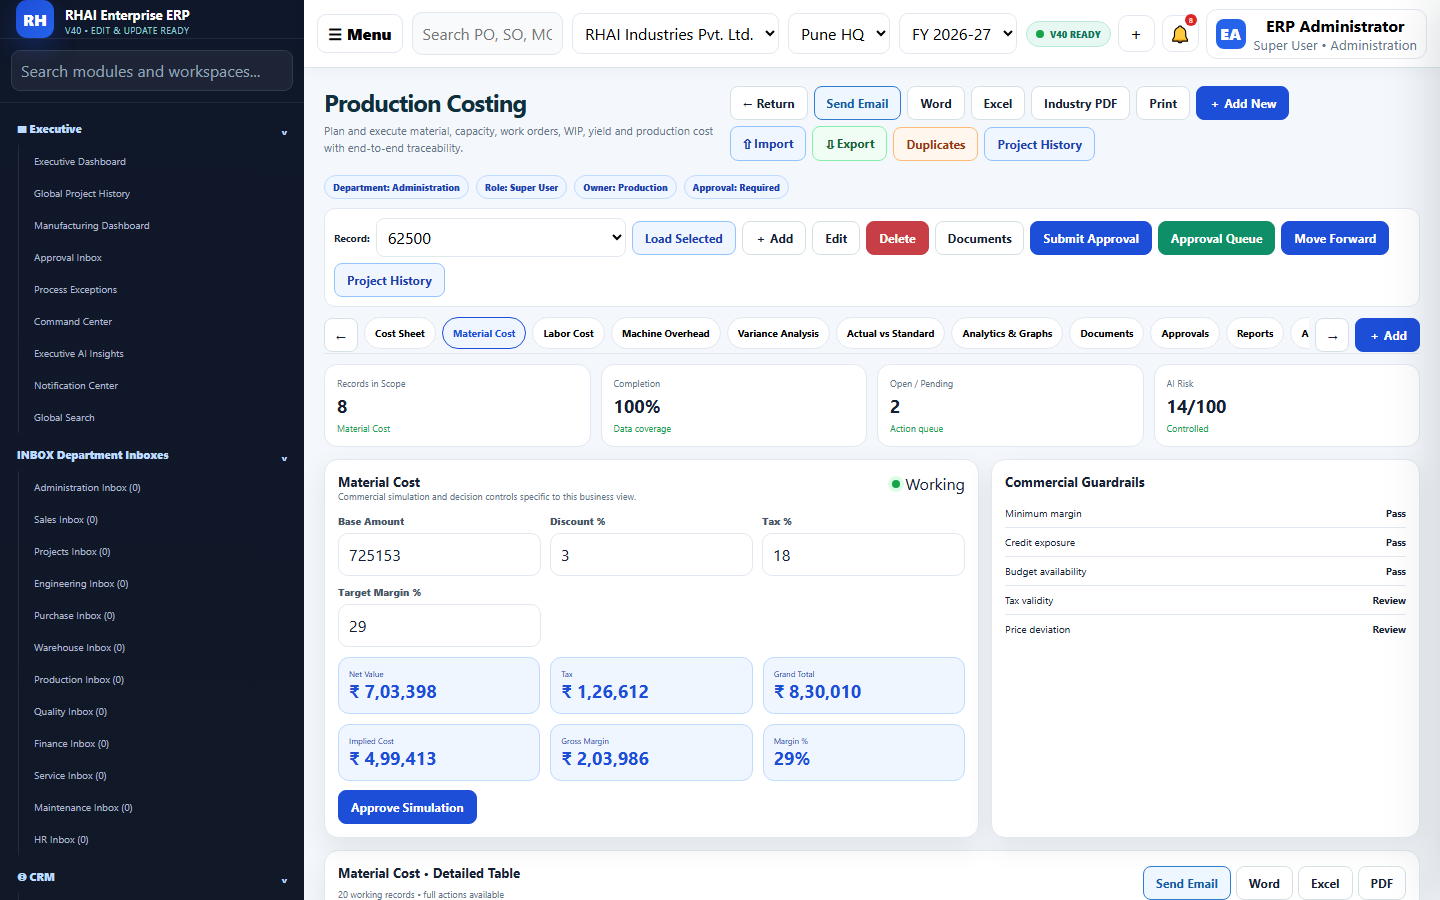 RH
RHAI Enterprise ERP
V40 • EDIT & UPDATE READY
Search modules and workspaces...
Executive
Executive Dashboard
Global Project History
Manufacturing Dashboard
Approval Inbox
Process Exceptions
Command Center
Executive AI Insights
Notification Center
Global Search
INBOX Department Inboxes
Administration Inbox (0)
Sales Inbox (0)
Projects Inbox (0)
Engineering Inbox (0)
Purchase Inbox (0)
Warehouse Inbox (0)
Production Inbox (0)
Quality Inbox (0)
Finance Inbox (0)
Service Inbox (0)
Maintenance Inbox (0)
HR Inbox (0)
CRM
☰ Menu
Search PO, SO, MO
RHAI Industries Pvt. Ltd.
Pune HQ
FY 2026-27
V40 READY
+
8
EA
ERP Administrator
Super User • Administration
Production Costing
Plan and execute material, capacity, work orders, WIP, yield and production cost
with end-to-end traceability.
← Return
Send Email
Word
Excel
Industry PDF
Print
+ Add New
⇧ Import
⇩ Export
Duplicates
Project History
Department: Administration
Role: Super User
Owner: Production
Approval: Required
Record:
62500
Load Selected
+ Add
Edit
Delete
Documents
Submit Approval
Approval Queue
Move Forward
Project History
←
Cost Sheet
Material Cost
Labor Cost
Machine Overhead
Variance Analysis
Actual vs Standard
Analytics & Graphs
Documents
Approvals
Reports
A
→
+ Add
Records in Scope
8
Material Cost
Completion
100%
Data coverage
Open / Pending
2
Action queue
AI Risk
14/100
Controlled
Material Cost
Commercial simulation and decision controls specific to this business view.
Working
Base Amount
725153
Discount %
3
Tax %
18
Target Margin %
29
Net Value
₹ 7,03,398
Tax
₹ 1,26,612
Grand Total
₹ 8,30,010
Implied Cost
₹ 4,99,413
Gross Margin
₹ 2,03,986
Margin %
29%
Approve Simulation
Commercial Guardrails
Minimum margin Pass
Credit exposure Pass
Budget availability Pass
Tax validity Review
Price deviation Review
Material Cost • Detailed Table
20 working records • full actions available
Send Email
Word
Excel
PDF